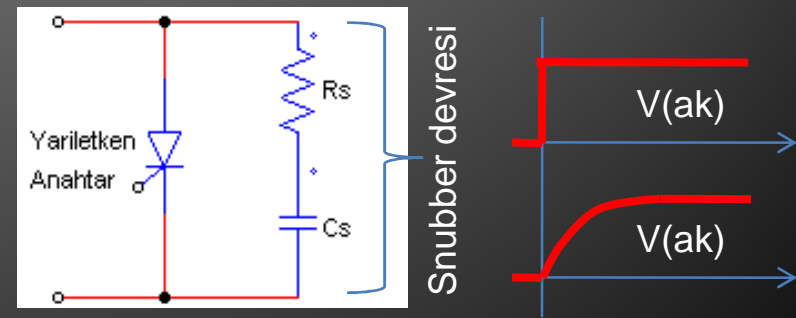 Yariletken
Anahtar
Rs
Cs
Snubber devresi
V(ak)
V(ak)